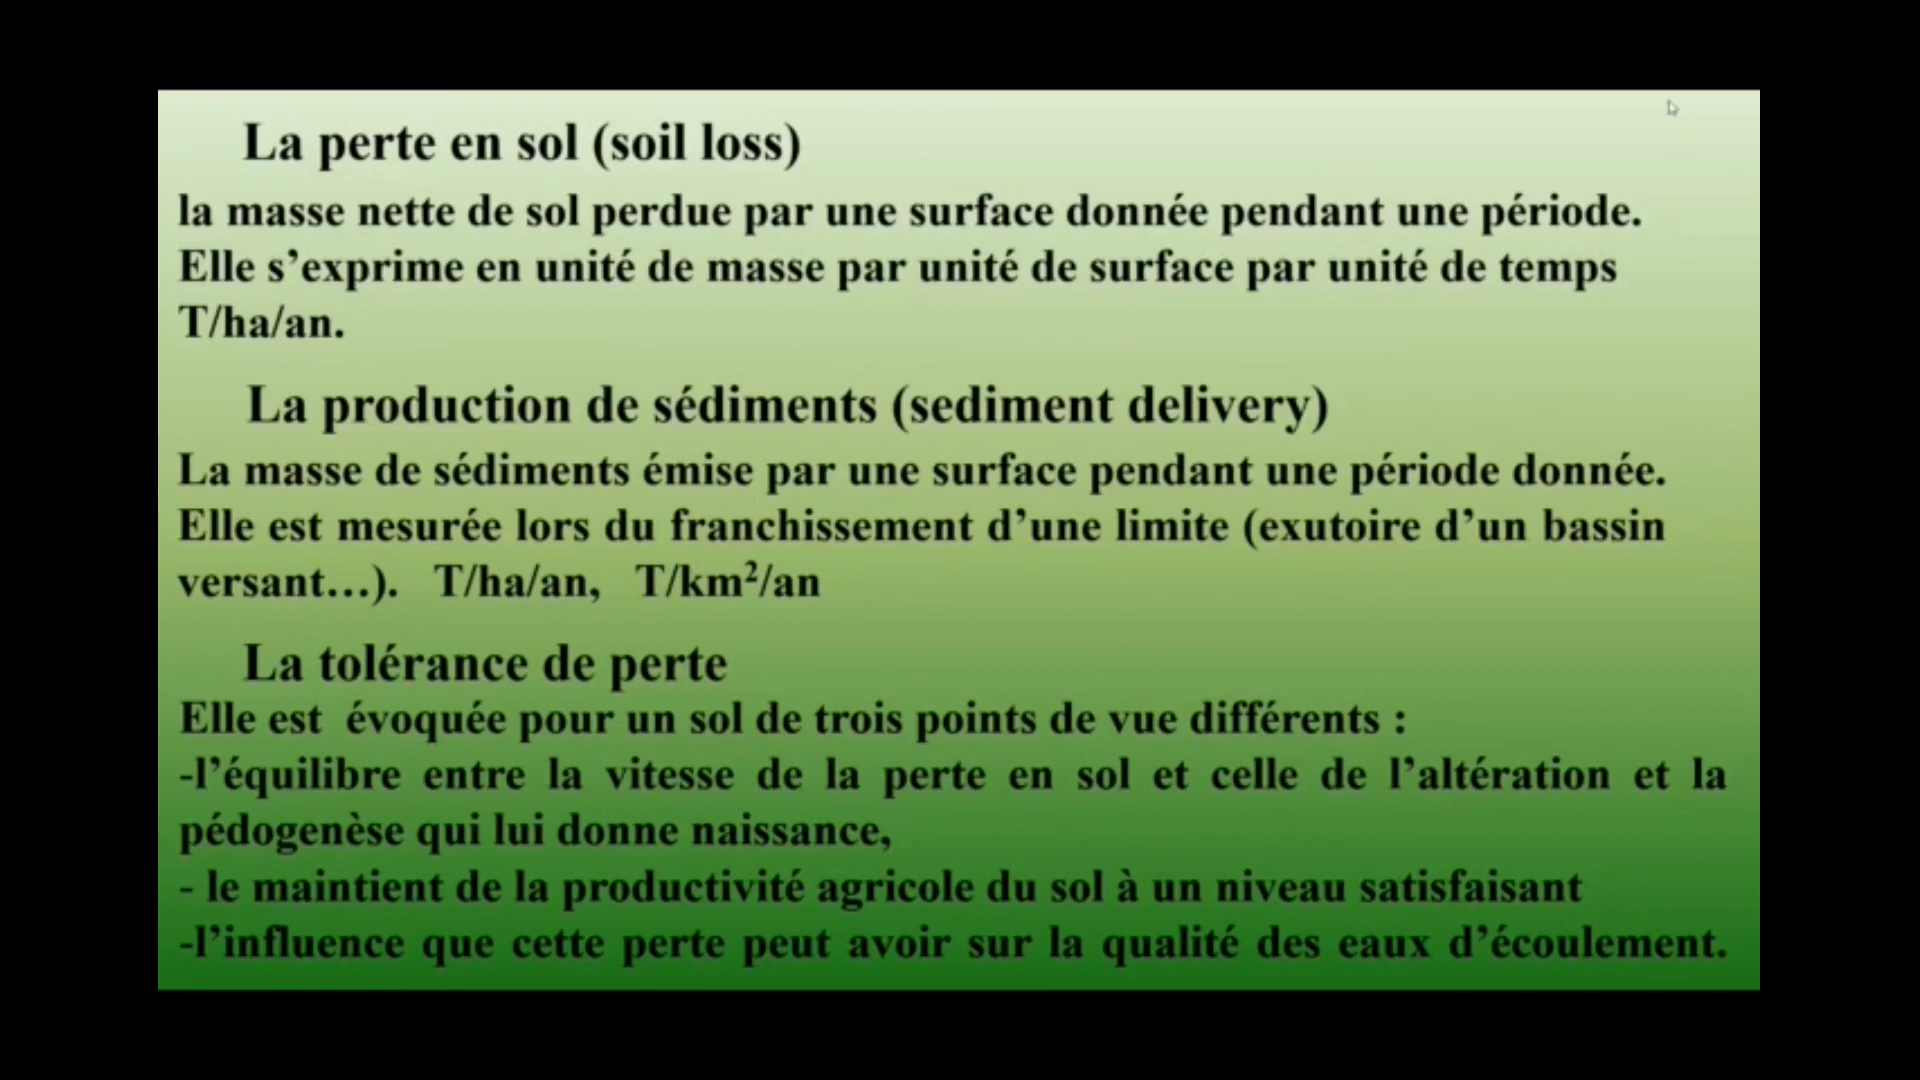 La perte en sol (soil loss)
la masse nette de sol perdue par une surface donnée pendant une période.
Elle s’exprime en unité de masse par unité de surface par unité de temps
T/ha/an.
La production de sédiments (sediment delivery)
La masse de sédiments émise par une surface pendant une période donnée.
Elle est mesurée lors du franchissement d’une limite (exutoire d’un bassin
versant…). T/ha/an, T/km²/an
La tolérance de perte
Elle est évoquée pour un sol de trois points de vue différents :
-l’équilibre entre la vitesse de la perte en sol et celle de l’altération et la
pédogenèse qui lui donne naissance,
- le maintient de la productivité agricole du sol à un niveau satisfaisant
-l’influence que cette perte peut avoir sur la qualité des eaux d’écoulement.